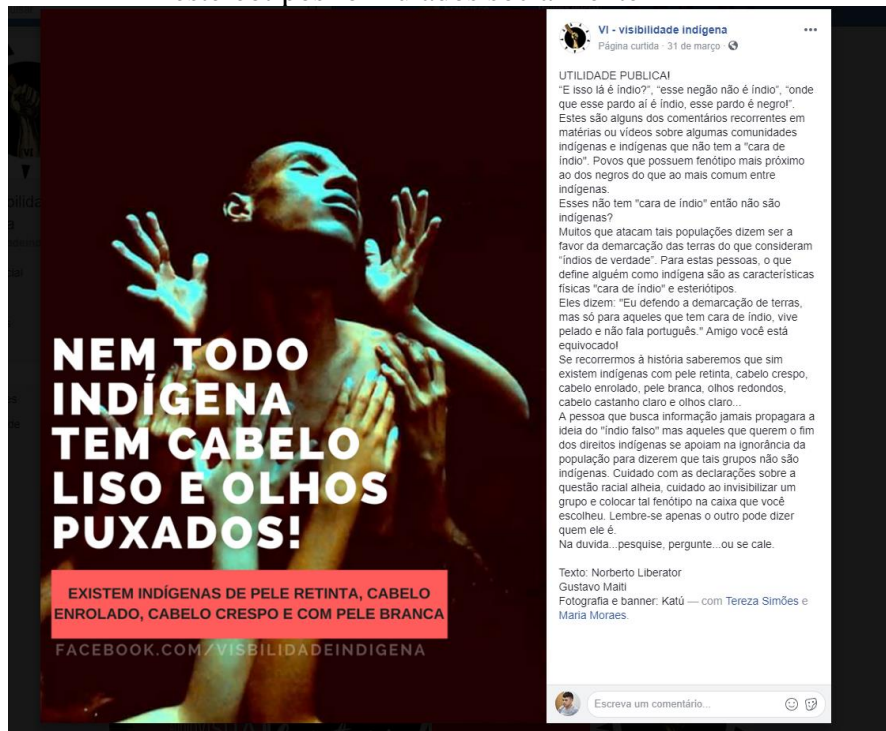 VI - visibilidade indígena
Página curtida · 31 de março ·
UTILIDADE PUBLICA!
"E isso lá é índio?", "esse negão não é índio", "onde
que esse pardo aí é índio, esse pardo é negro!".
Estes são alguns dos comentários recorrentes em
matérias ou vídeos sobre algumas comunidades
indígenas e indígenas que não tem a "cara de
índio". Povos que possuem fenótipo mais próximo
ao dos negros do que ao mais comum entre
indígenas.
Esses não tem "cara de índio" então não são
indígenas?
Muitos que atacam tais populações dizem ser a
favor da demarcação das terras do que consideram
"índios de verdade". Para estas pessoas, o que
define alguém como indígena são as características
físicas "cara de índio" e esteriótipos.
Eles dizem: "Eu defendo a demarcação de terras,
mas só para aqueles que tem cara de índio, vive
pelado e não fala português." Amigo você está
equivocado!
Se recorrermos à história saberemos que sim
existem indígenas com pele retinta, cabelo crespo,
cabelo enrolado, pele branca, olhos redondos,
cabelo castanho claro e olhos claro...
A pessoa que busca informação jamais propagara a
ideia do "índio falso" mas aqueles que querem o fim
dos direitos indígenas se apoiam na ignorância da
população para dizerem que tais grupos não são
indígenas. Cuidado com as declarações sobre a
questão racial alheia, cuidado ao invisibilizar um
grupo e colocar tal fenótipo na caixa que você
escolheu. Lembre-se apenas o outro pode dizer
quem ele é.
Na duvida...pesquise, pergunte...ou se cale.
Texto: Norberto Liberator
Gustavo Maiti
Fotografia e banner: Katú — com Tereza Simões e
Maria Moraes.
Escreva um comentário...
NEM TODO
INDÍGENA
TEM CABELO
LISO E OLHOS
PUXADOS!
EXISTEM INDÍGENAS DE PELE RETINTA, CABELO
ENROLADO, CABELO CRESPO E COM PELE BRANCA
FACEBOOK.COM/VISBILIDADEINDIGENA